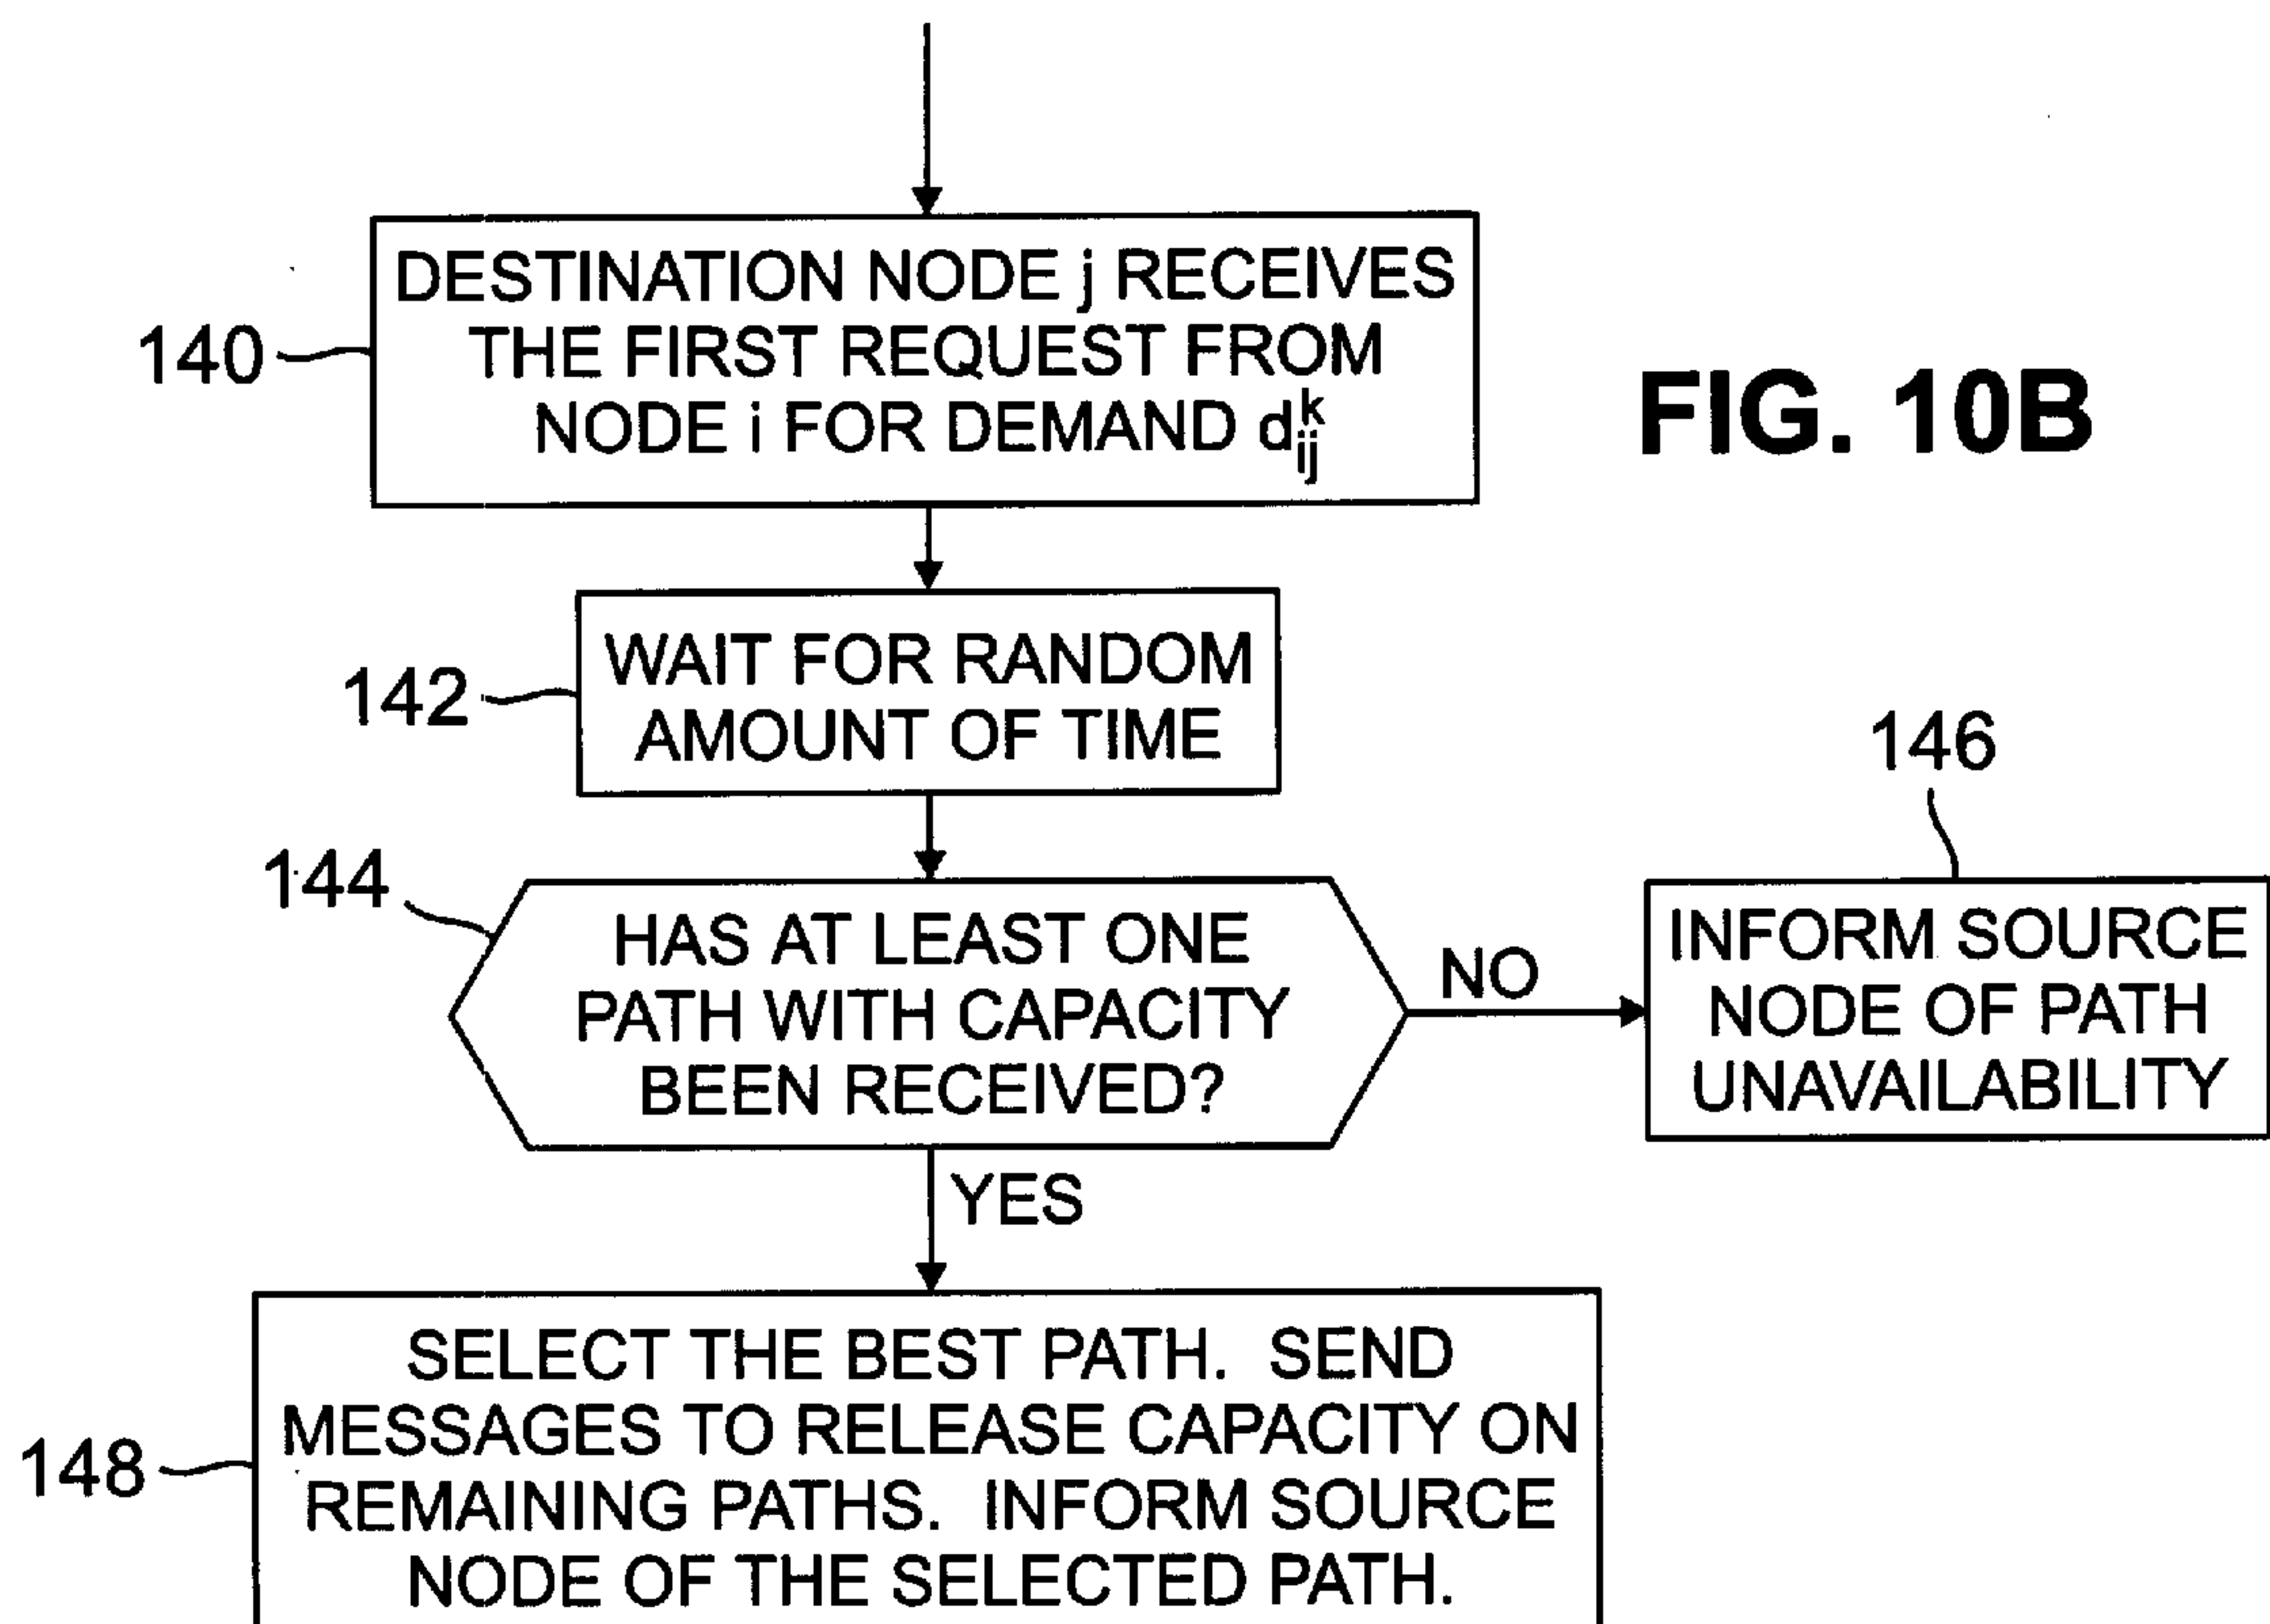 140
DESTINATION NODE j RECEIVES
THE FIRST REQUEST FROM
NODE i FOR DEMAND d_{ij}^{k}
FIG. 10B
142
WAIT FOR RANDOM
AMOUNT OF TIME
144
HAS AT LEAST ONE
PATH WITH CAPACITY
BEEN RECEIVED?
NO
146
INFORM SOURCE
NODE OF PATH
UNAVAILABILITY
YES
148
SELECT THE BEST PATH. SEND
MESSAGES TO RELEASE CAPACITY ON
REMAINING PATHS. INFORM SOURCE
NODE OF THE SELECTED PATH.